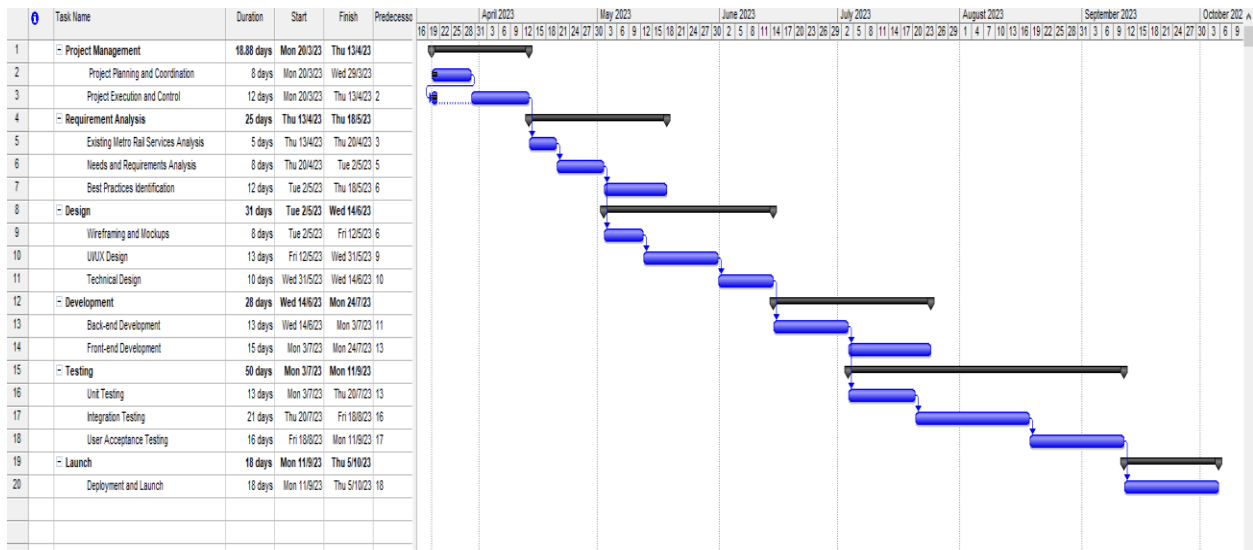 Task Name Duration Start Finish Predecesso
April 2023 May 2023 June 2023 July 2023 August 2023 September 2023 October 202
16 19 22 25 28 31 3 6 9 12 15 18 21 24 27 30 3 6 9 12 15 18 21 24 27 30 2 5 8 11 14 17 20 23 26 29 2 5 8 11 14 17 20 23 26 29 1 4 7 10 13 16 19 22 25 28 31 3 6 9 12 15 18 21 24 27 30 3 6 9
1 Project Management 18.88 days Mon 20/3/23 Thu 13/4/23
2 Project Planning and Coordination 8 days Mon 20/3/23 Wed 29/3/23
3 Project Execution and Control 12 days Mon 20/3/23 Thu 13/4/23 2
4 Requirement Analysis 25 days Thu 13/4/23 Thu 18/5/23
5 Existing Metro Rail Services Analysis 5 days Thu 13/4/23 Thu 20/4/23 3
6 Needs and Requirements Analysis 8 days Thu 20/4/23 Tue 2/5/23 5
7 Best Practices Identification 12 days Tue 2/5/23 Thu 18/5/23 6
8 Design 31 days Tue 2/5/23 Wed 14/6/23
9 Wireframing and Mockups 8 days Tue 2/5/23 Fri 12/5/23 6
10 UI/UX Design 13 days Fri 12/5/23 Wed 31/5/23 9
11 Technical Design 10 days Wed 31/5/23 Wed 14/6/23 10
12 Development 28 days Wed 14/6/23 Mon 24/7/23
13 Back-end Development 13 days Wed 14/6/23 Mon 3/7/23 11
14 Front-end Development 15 days Mon 3/7/23 Mon 24/7/23 13
15 Testing 50 days Mon 3/7/23 Mon 11/9/23
16 Unit Testing 13 days Mon 3/7/23 Thu 20/7/23 13
17 Integration Testing 21 days Thu 20/7/23 Fri 18/8/23 16
18 User Acceptance Testing 16 days Fri 18/8/23 Mon 11/9/23 17
19 Launch 18 days Mon 11/9/23 Thu 5/10/23
20 Deployment and Launch 18 days Mon 11/9/23 Thu 5/10/23 18